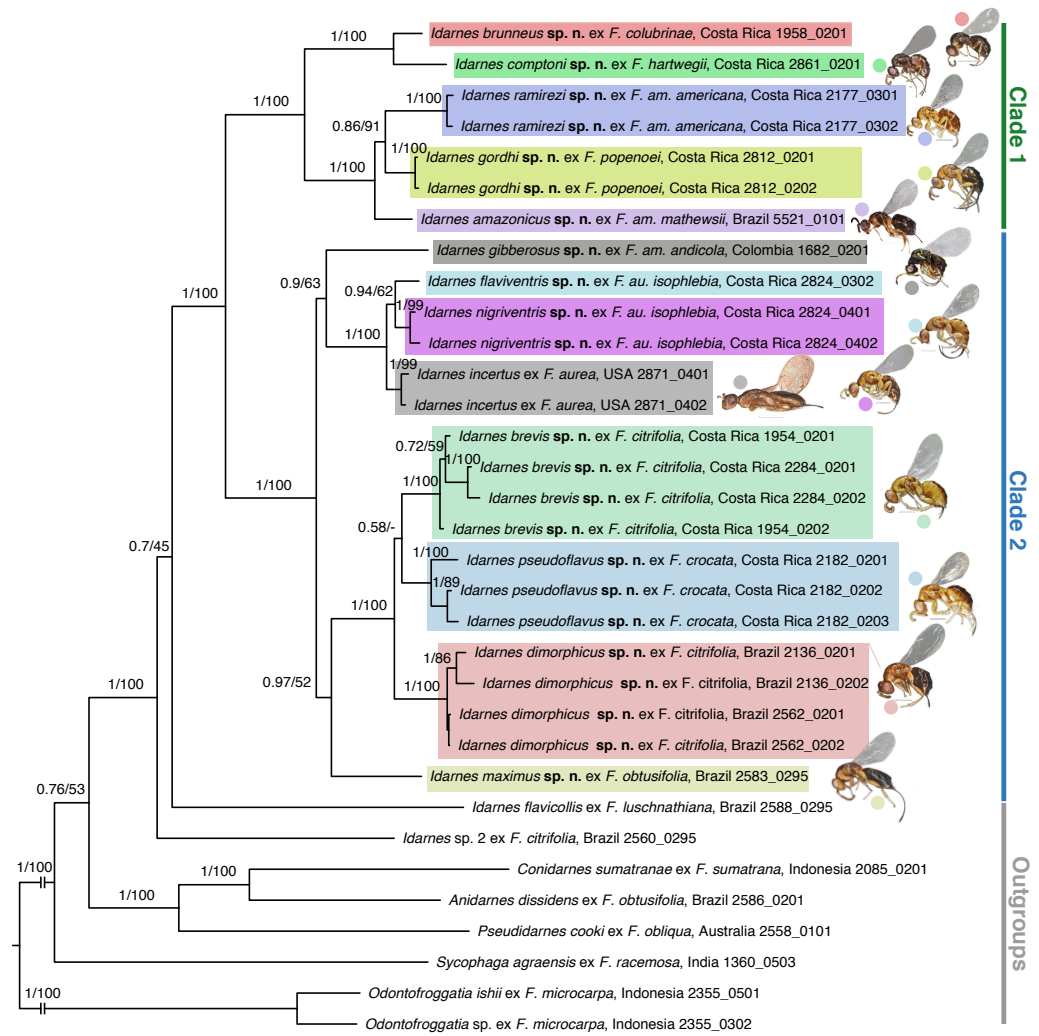 1/100
Idarnes brunneus sp. n. ex F. colubrinae, Costa Rica 1958_0201
Idarnes comptoni sp. n. ex F. hartwegii, Costa Rica 2861_0201
1/100
1/100
Idarnes ramirezi sp. n. ex F. am. americana, Costa Rica 2177_0301
0.86/91
Idarnes ramirezi sp. n. ex F. am. americana, Costa Rica 2177_0302
1/100
Idarnes gordhi sp. n. ex F. popenoei, Costa Rica 2812_0201
1/100
Idarnes gordhi sp. n. ex F. popenoei, Costa Rica 2812_0202
Idarnes amazonicus sp. n. ex F. am. mathewsii, Brazil 5521_0101
Clade 1
Idarnes gibberosus sp. n. ex F. am. andicola, Colombia 1682_0201
1/100
0.9/63
Idarnes flaviventris sp. n. ex F. au. isophlebia, Costa Rica 2824_0302
0.94/62
1/99
Idarnes nigriventris sp. n. ex F. au. isophlebia, Costa Rica 2824_0401
1/100
Idarnes nigriventris sp. n. ex F. au. isophlebia, Costa Rica 2824_0402
1/99
Idarnes incertus ex F. aurea, USA 2871_0401
Idarnes incertus ex F. aurea, USA 2871_0402
0.72/59
Idarnes brevis sp. n. ex F. citrifolia, Costa Rica 1954_0201
1/100
Idarnes brevis sp. n. ex F. citrifolia, Costa Rica 2284_0201
1/100
1/100
Idarnes brevis sp. n. ex F. citrifolia, Costa Rica 2284_0202
0.58/-
Idarnes brevis sp. n. ex F. citrifolia, Costa Rica 1954_0202
Clade 2
0.7/45
1/100
Idarnes pseudoflavus sp. n. ex F. crocata, Costa Rica 2182_0201
1/89
Idarnes pseudoflavus sp. n. ex F. crocata, Costa Rica 2182_0202
1/100
Idarnes pseudoflavus sp. n. ex F. crocata, Costa Rica 2182_0203
1/86
Idarnes dimorphicus sp. n. ex F. citrifolia, Brazil 2136_0201
0.97/52
1/100
1/100
Idarnes dimorphicus sp. n. ex F. citrifolia, Brazil 2136_0202
Idarnes dimorphicus sp. n. ex F. citrifolia, Brazil 2562_0201
Idarnes dimorphicus sp. n. ex F. citrifolia, Brazil 2562_0202
Idarnes maximus sp. n. ex F. obtusifolia, Brazil 2583_0295
0.76/53
Idarnes flavicollis ex F. luschnathiana, Brazil 2588_0295
Idarnes sp. 2 ex F. citrifolia, Brazil 2560_0295
1/100
1/100
Conidarnes sumatranae ex F. sumatrana, Indonesia 2085_0201
1/100
Anidarnes dissidens ex F. obtusifolia, Brazil 2586_0201
Pseudidarnes cooki ex F. obliqua, Australia 2558_0101
Outgroups
Sycophaga agraensis ex F. racemosa, India 1360_0503
1/100
Odontofroggatia ishii ex F. microcarpa, Indonesia 2355_0501
Odontofroggatia sp. ex F. microcarpa, Indonesia 2355_0302